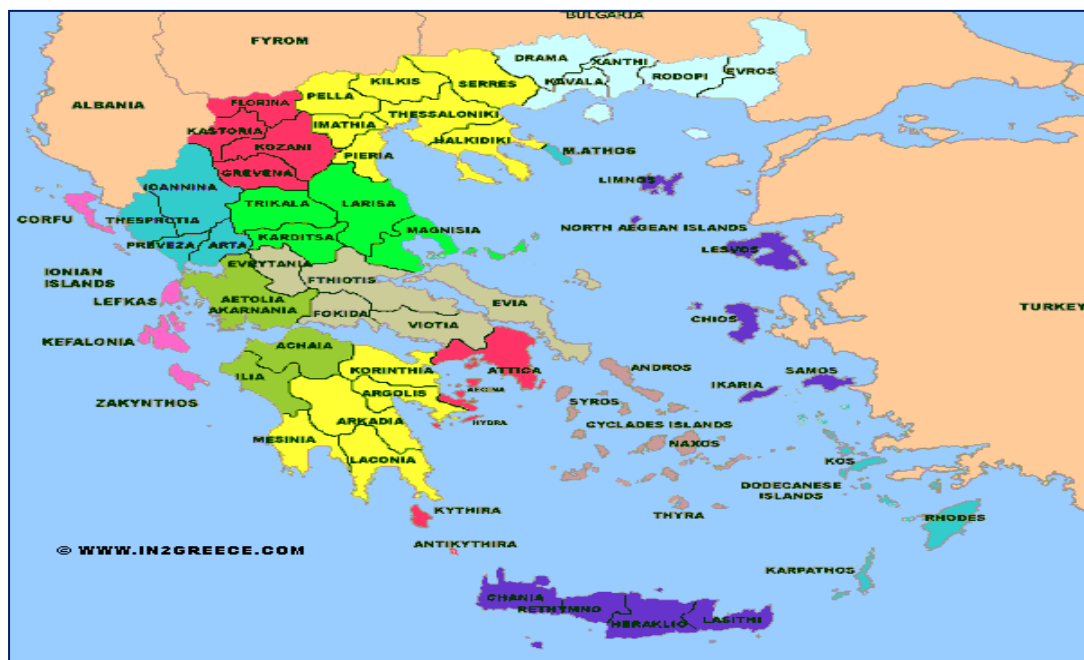 BULGARIA
FYROM
ALBANIA
TURKEY
DRAMA
XANTHI
KAVALA
RODOPI
EVROS
KILKIS
SERRES
PELLA
THESSALONIKI
IMATHIA
HALKIDIKI
PIERIA
M.ATHOS
FLORINA
KASTORIA
KOZANI
GREVENA
IOANNINA
THESPROTIA
PREVEZA
ARTA
CORFU
TRIKALA
LARISA
KARDITSA
MAGNISIA
LIMNOS
NORTH AEGEAN ISLANDS
LESVOS
IONIAN
ISLANDS
LEFKAS
EVRYTANIA
FTHIOTIS
AETOLIA
AKARNANIA
FOKIDA
VIOTIA
EVIA
CHIOS
KEFALONIA
ACHAIA
ILIA
ZAKYNTHOS
KORINTHIA
ATTICA
AEGINA
ARGOLIS
HYDRA
ARKADIA
MESINIA
LACONIA
ANDROS
SYROS
IKARIA
SAMOS
CYCLADES ISLANDS
NAXOS
KOS
DODECANESE
ISLANDS
THYRA
RHODES
KYTHIRA
ANTIKYTHIRA
KARPATHOS
© WWW.IN2GREECE.COM
CHANIA
RETHYMNO
HERAKLIO
LASITHI